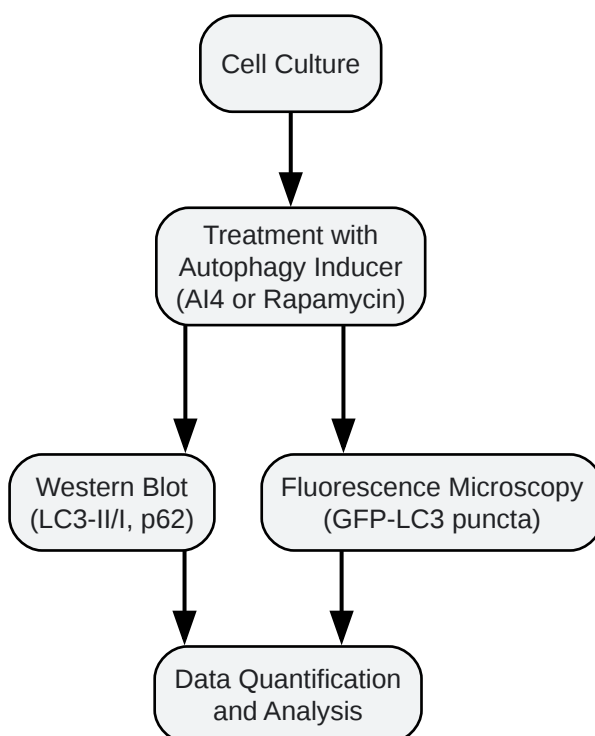 Cell Culture
Treatment with
Autophagy Inducer
(AI4 or Rapamycin)
Western Blot
(LC3-II/I, p62)
Fluorescence Microscopy
(GFP-LC3 puncta)
Data Quantification
and Analysis